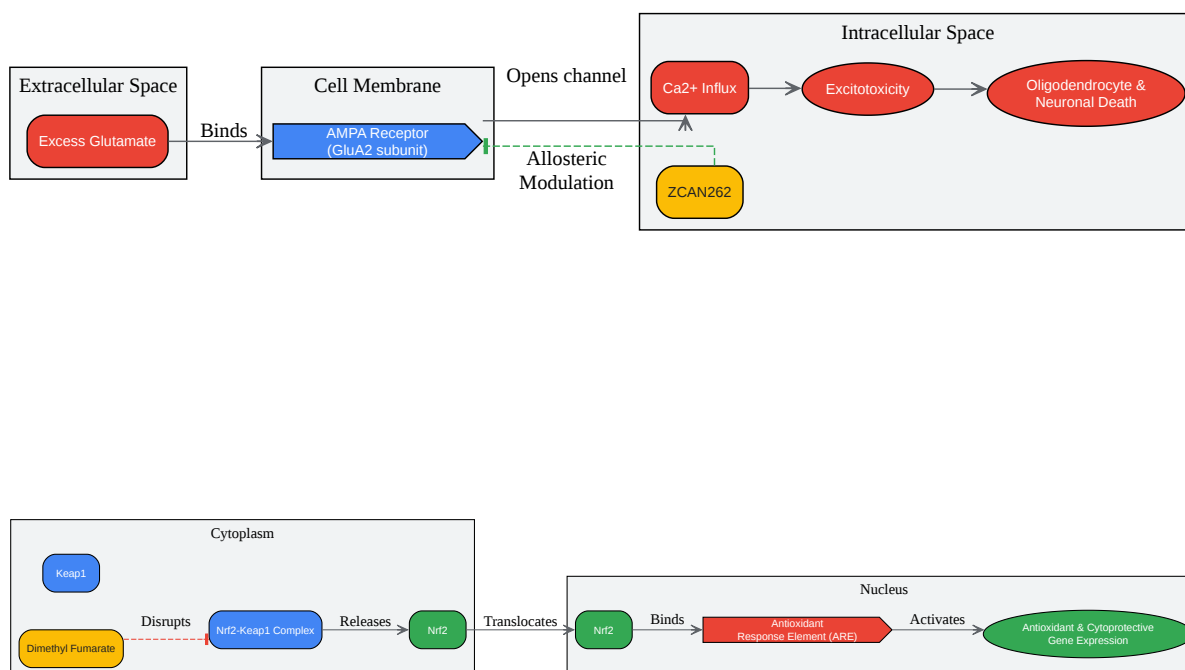 Extracellular Space
Excess Glutamate
Binds
Cell Membrane
AMPA Receptor
(GluA2 subunit)
Opens channel
Allosteric
Modulation
Intracellular Space
Ca2+ Influx
Excitotoxicity
Oligodendrocyte &
Neuronal Death
ZCAN262
Cytoplasm
Keap1
Dimethyl Fumarate
Disrupts
Nrf2-Keap1 Complex
Releases
Nrf2
Translocates
Nucleus
Nrf2
Binds
Antioxidant
Response Element (ARE)
Activates
Antioxidant & Cytoprotective
Gene Expression